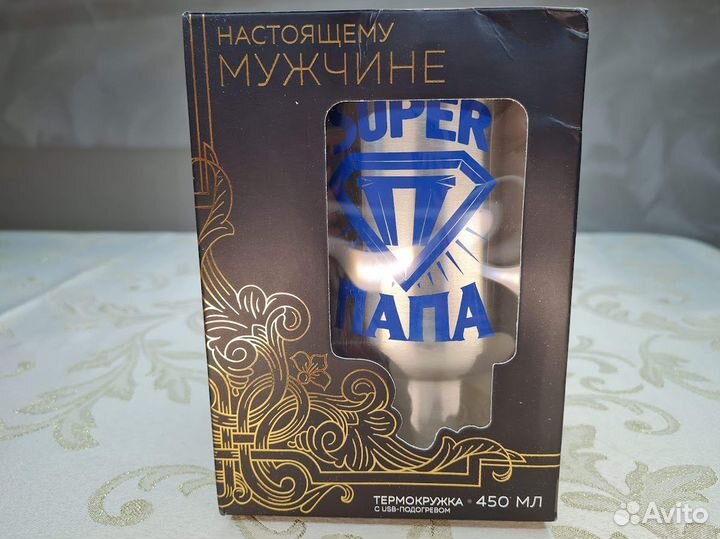 НАСТОЯЩЕМУ
МУЖЧИНЕ
SUPER
П
ПАПА
ТЕРМОКРУЖКА • 450 МЛ
С USB-ПОДОГРЕВОМ
Avito